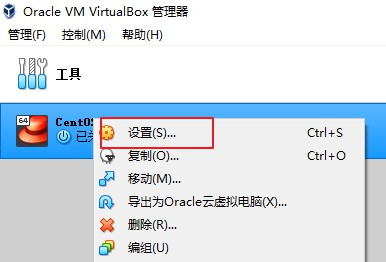 Oracle VM VirtualBox 管理器
管理(F) 控制(M) 帮助(H)
工具
64
CentOS
已关
设置(S)... Ctrl+S
复制(O)... Ctrl+O
移动(M)...
导出为Oracle云虚拟电脑(X)...
删除(R)...
编组(U)